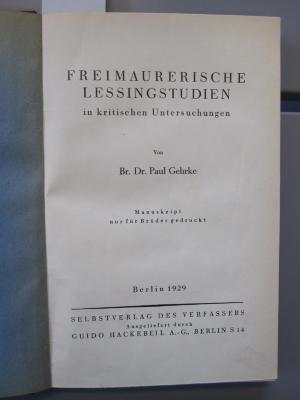 FREIMAURERISCHE
LESSINGSTUDIEN
in kritischen Untersuchungen
Von
Br. Dr. Paul Gehrke
Manuskript
nur für Brüder gedruckt
Berlin 1929
SELBSTVERLAG DES VERFASSERS
Ausgeliefert durch
GUIDO HACKEBEIL A.-G., BERLIN S 14